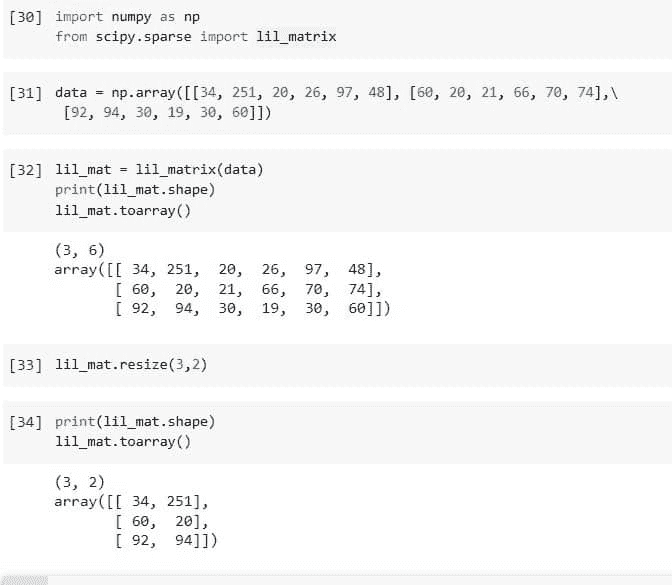 [30] import numpy as np
from scipy.sparse import lil_matrix
[31] data = np.array([[34, 251, 20, 26, 97, 48], [60, 20, 21, 66, 70, 74],\
[92, 94, 30, 19, 30, 60]])
[32] lil_mat = lil_matrix(data)
print(lil_mat.shape)
lil_mat.toarray()
(3, 6)
array([[ 34, 251,  20,  26,  97,  48],
[ 60,  20,  21,  66,  70,  74],
[ 92,  94,  30,  19,  30,  60]])
[33] lil_mat.resize(3,2)
[34] print(lil_mat.shape)
lil_mat.toarray()
(3, 2)
array([[ 34, 251],
[ 60,  20],
[ 92,  94]])